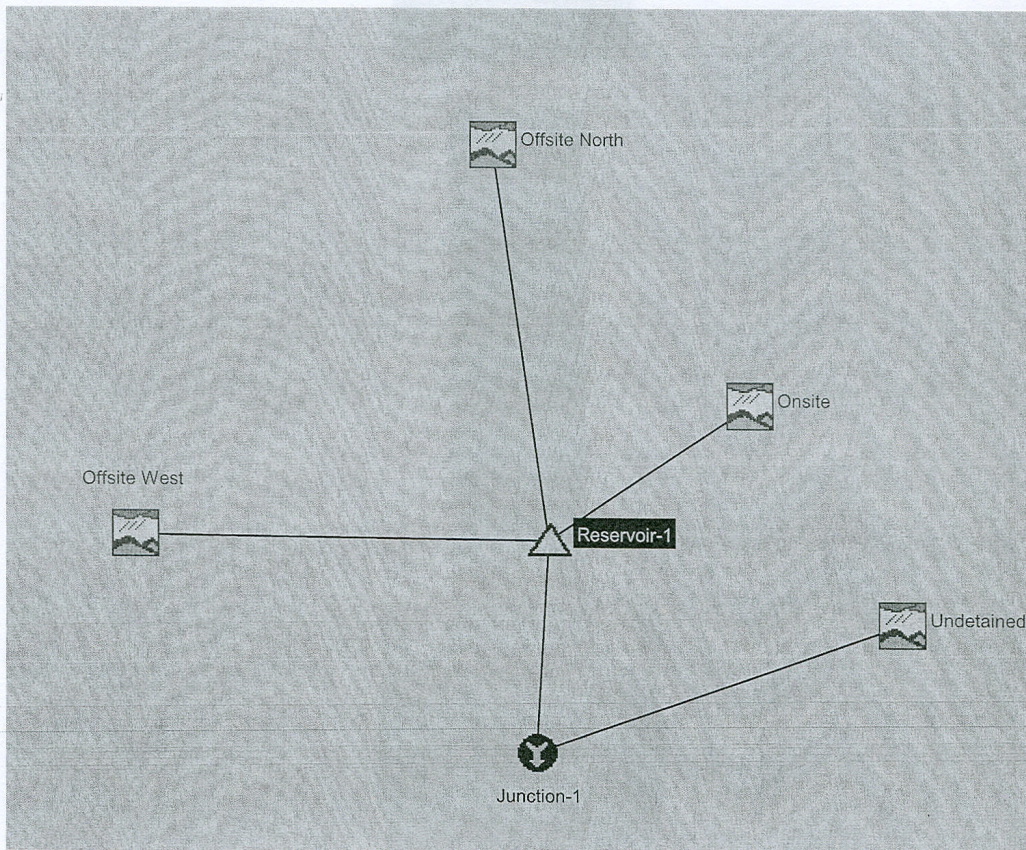 Offsite North
Onsite
Offsite West
Reservoir-1
Undetained
Junction-1